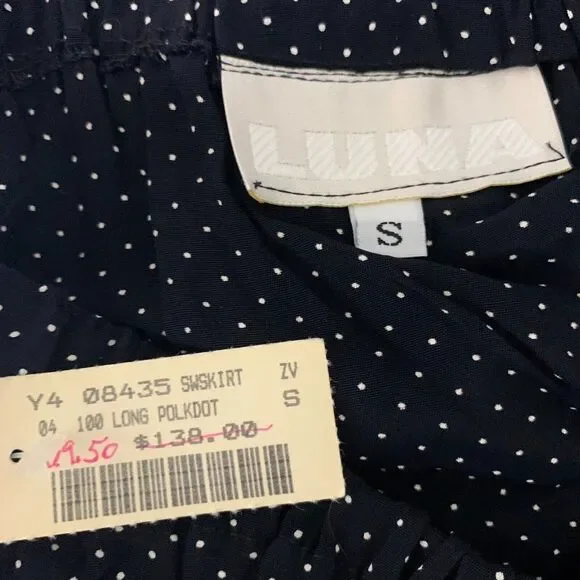 LUNA
S
Y4 08435 SWSKIRT ZV
04 100 LONG POLKDOT S
19.50 $138.00